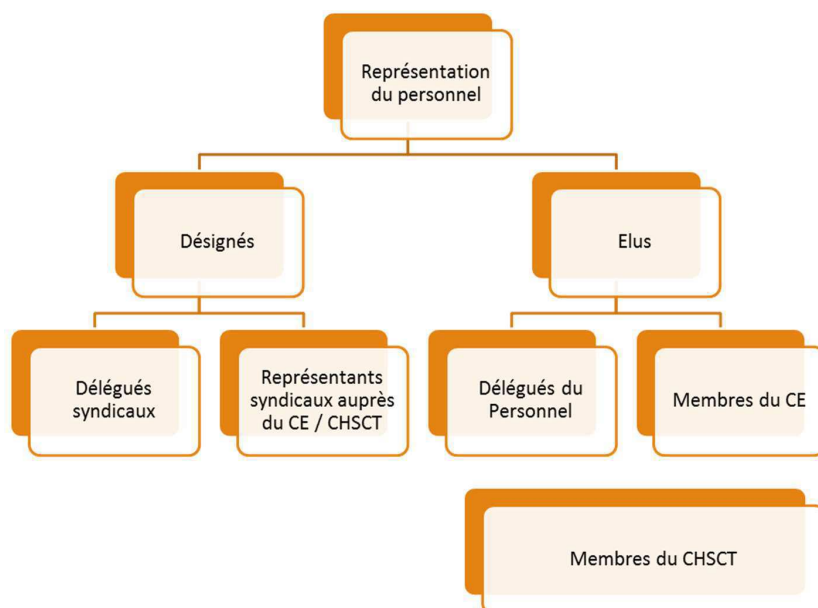 Représentation
du personnel
Désignés
Elus
Délégués
syndicaux
Représentants
syndicaux auprès
du CE / CHSCT
Délégués du
Personnel
Membres du CE
Membres du CHSCT